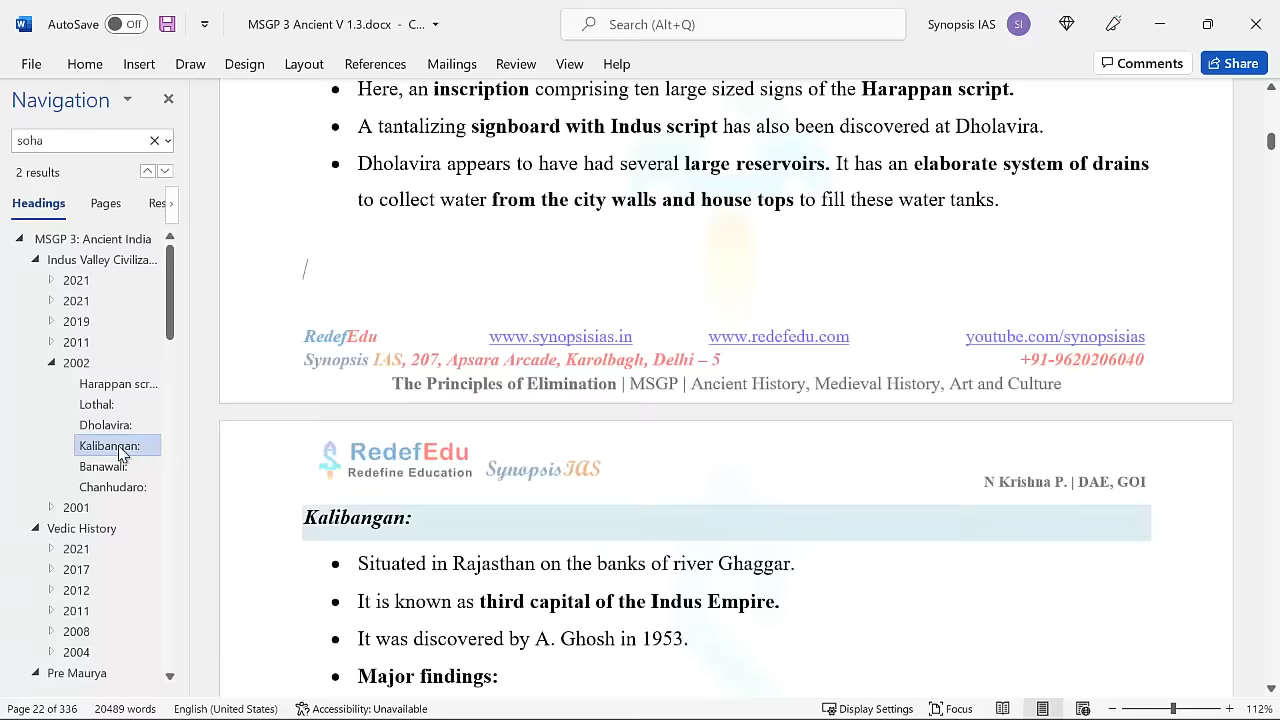 AutoSave Off MSGP 3 Ancient V 1.3.docx - C... Search (Alt+Q) Synopsis IAS SI
File Home Insert Draw Design Layout References Mailings Review View Help Comments Share
Navigation
soha
2 results
Headings Pages Res
MSGP 3: Ancient India
Indus Valley Civiliza...
2021
2021
2019
2011
2002
Harappan scr...
Lothal:
Dholavira:
Kalibangan:
Banawali:
Chanhudaro:
2001
Vedic History
2021
2017
2012
2011
2008
2004
Pre Maurya
• Here, an inscription comprising ten large sized signs of the Harappan script.
• A tantalizing signboard with Indus script has also been discovered at Dholavira.
• Dholavira appears to have had several large reservoirs. It has an elaborate system of drains
to collect water from the city walls and house tops to fill these water tanks.
/
RedefEdu www.synopsisias.in www.redefedu.com youtube.com/synopsisias
Synopsis IAS, 207, Apsara Arcade, Karolbagh, Delhi – 5 +91-9620206040
The Principles of Elimination | MSGP | Ancient History, Medieval History, Art and Culture
RedefEdu
Redefine Education SynopsisIAS
N Krishna P. | DAE, GOI
Kalibangan:
• Situated in Rajasthan on the banks of river Ghaggar.
• It is known as third capital of the Indus Empire.
• It was discovered by A. Ghosh in 1953.
• Major findings:
Page 22 of 336 20489 words English (United States) Accessibility: Unavailable Display Settings Focus 112%